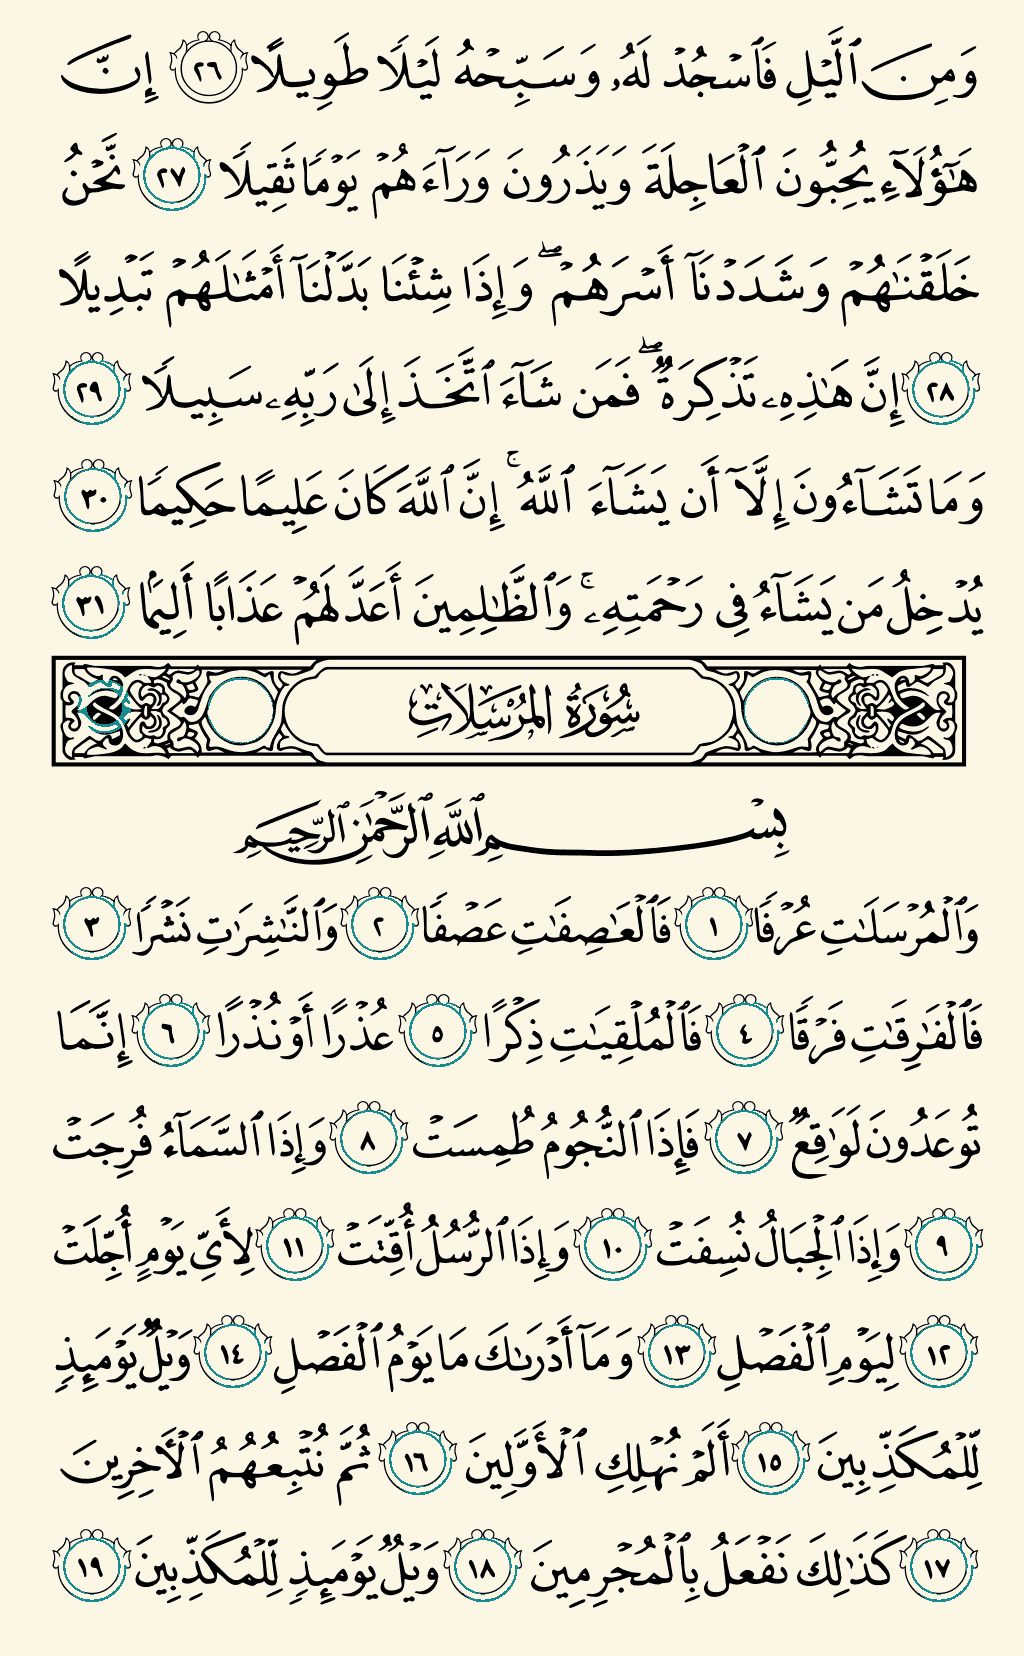 وَمِنَ ٱلَّيْلِ فَٱسْجُدْ لَهُۥ وَسَبِّحْهُ لَيْلًا طَوِيلًا ٢٦ إِنَّ
هَٰٓؤُلَآءِ يُحِبُّونَ ٱلْعَاجِلَةَ وَيَذَرُونَ وَرَآءَهُمْ يَوْمًا ثَقِيلًا ٢٧ نَّحْنُ
خَلَقْنَٰهُمْ وَشَدَدْنَآ أَسْرَهُمْ ۖ وَإِذَا شِئْنَا بَدَّلْنَآ أَمْثَٰلَهُمْ تَبْدِيلًا
٢٨ إِنَّ هَٰذِهِۦ تَذْكِرَةٌ ۖ فَمَن شَآءَ ٱتَّخَذَ إِلَىٰ رَبِّهِۦ سَبِيلًا ٢٩
وَمَا تَشَآءُونَ إِلَّآ أَن يَشَآءَ ٱللَّهُ ۚ إِنَّ ٱللَّهَ كَانَ عَلِيمًا حَكِيمًا ٣٠
يُدْخِلُ مَن يَشَآءُ فِى رَحْمَتِهِۦ ۚ وَٱلظَّٰلِمِينَ أَعَدَّ لَهُمْ عَذَابًا أَلِيمًۢا ٣١
سُورَةُ المُرْسَلَاتِ
بِسْمِ ٱللَّهِ ٱلرَّحْمَٰنِ ٱلرَّحِيمِ
وَٱلْمُرْسَلَٰتِ عُرْفًا ١ فَٱلْعَٰصِفَٰتِ عَصْفًا ٢ وَٱلنَّٰشِرَٰتِ نَشْرًا ٣
فَٱلْفَٰرِقَٰتِ فَرْقًا ٤ فَٱلْمُلْقِيَٰتِ ذِكْرًا ٥ عُذْرًا أَوْ نُذْرًا ٦ إِنَّمَا
تُوعَدُونَ لَوَٰقِعٌ ٧ فَإِذَا ٱلنُّجُومُ طُمِسَتْ ٨ وَإِذَا ٱلسَّمَآءُ فُرِجَتْ
٩ وَإِذَا ٱلْجِبَالُ نُسِفَتْ ١٠ وَإِذَا ٱلرُّسُلُ أُقِّتَتْ ١١ لِأَىِّ يَوْمٍ أُجِّلَتْ
١٢ لِيَوْمِ ٱلْفَصْلِ ١٣ وَمَآ أَدْرَىٰكَ مَا يَوْمُ ٱلْفَصْلِ ١٤ وَيْلٌ يَوْمَئِذٍ
لِّلْمُكَذِّبِينَ ١٥ أَلَمْ نُهْلِكِ ٱلْأَوَّلِينَ ١٦ ثُمَّ نُتْبِعُهُمُ ٱلْـَٔاخِرِينَ
١٧ كَذَٰلِكَ نَفْعَلُ بِٱلْمُجْرِمِينَ ١٨ وَيْلٌ يَوْمَئِذٍ لِّلْمُكَذِّبِينَ ١٩